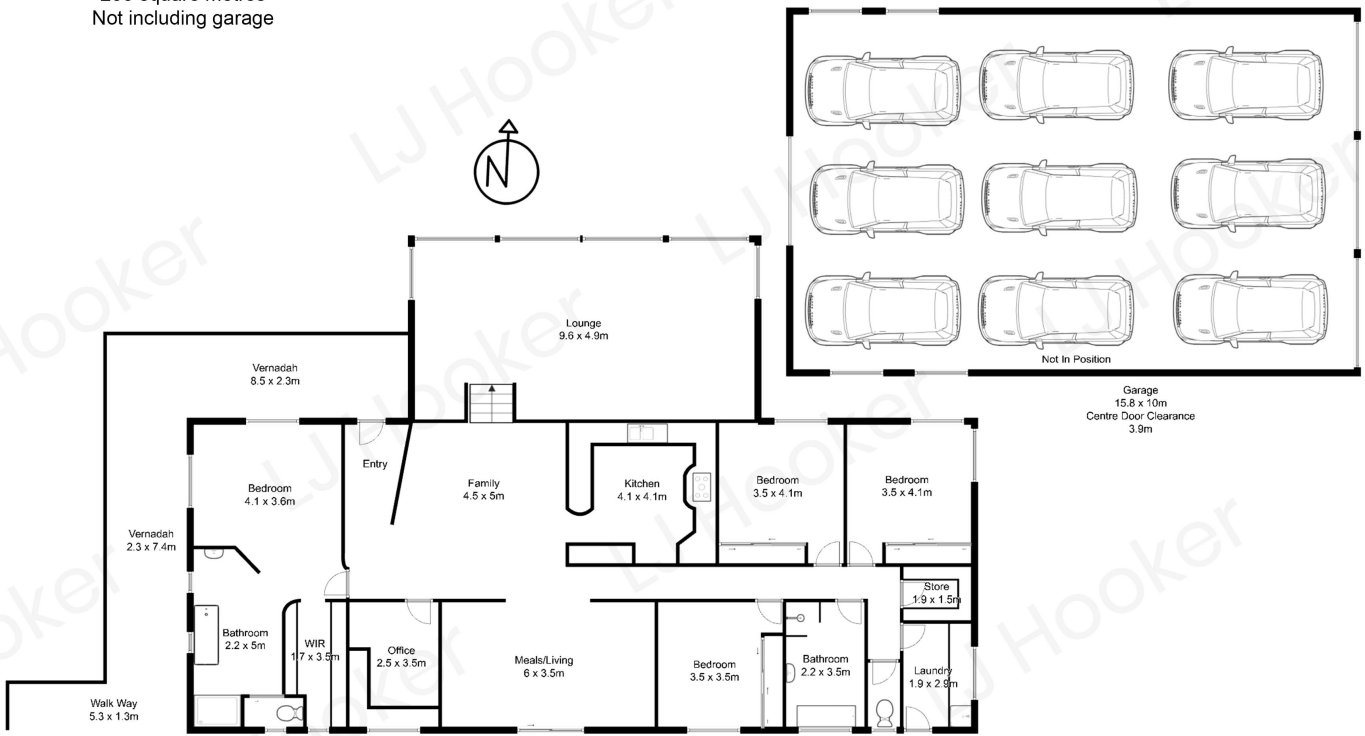 Not including garage
LJ Hooker
N
Not In Position
Garage
15.8 x 10m
Centre Door Clearance
3.9m
Lounge
9.6 x 4.9m
Vernadah
8.5 x 2.3m
Entry
Bedroom
4.1 x 3.6m
Family
4.5 x 5m
Kitchen
4.1 x 4.1m
Bedroom
3.5 x 4.1m
Bedroom
3.5 x 4.1m
Vernadah
2.3 x 7.4m
Store
1.9 x 1.5m
Bathroom
2.2 x 5m
WIR
1.7 x 3.5m
Office
2.5 x 3.5m
Meals/Living
6 x 3.5m
Bedroom
3.5 x 3.5m
Bathroom
2.2 x 3.5m
Laundry
1.9 x 2.9m
Walk Way
5.3 x 1.3m